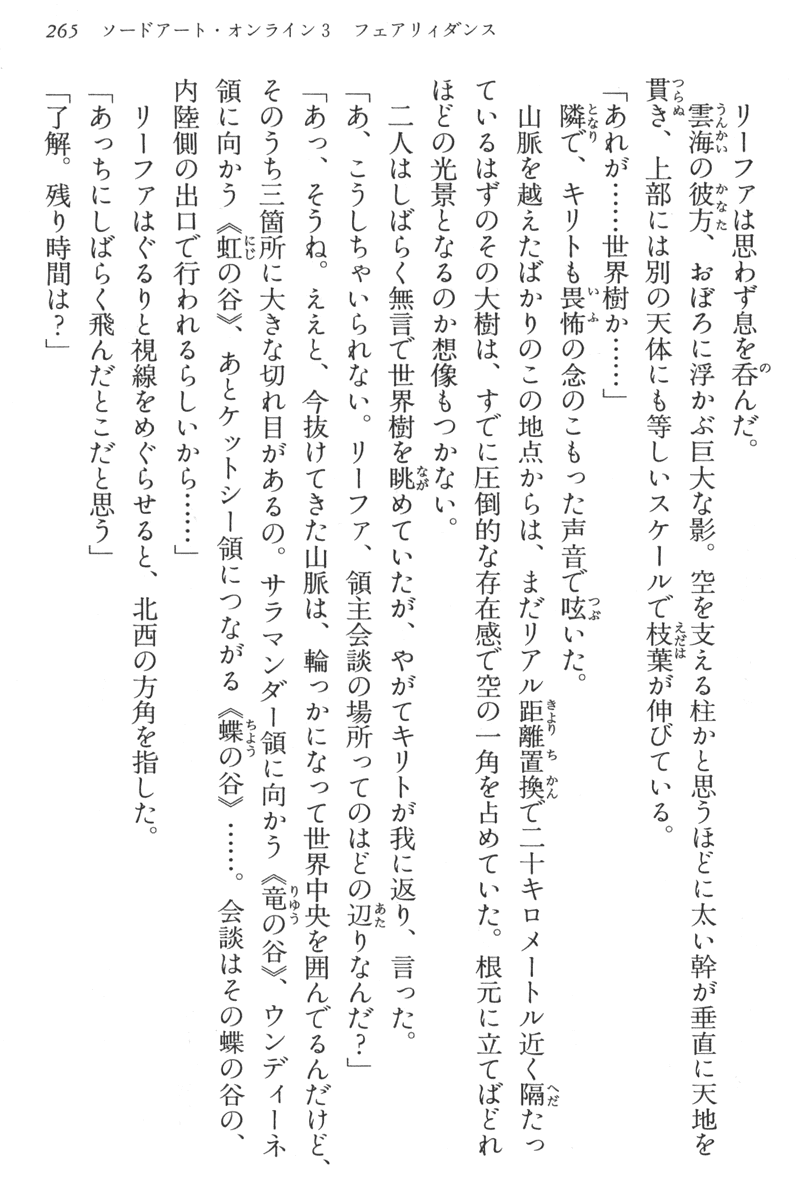 265 ソードアート・オンライン3 フェアリィダンス
リーファは思わず息を呑んだ。
雲海の彼方、おぼろに浮かぶ巨大な影。空を支える柱かと思うほどに太い幹が垂直に天地を
貫き、上部には別の天体にも等しいスケールで枝葉が伸びている。
「あれが……世界樹か……」
隣で、キリトも畏怖の念のこもった声音で呟いた。
山脈を越えたばかりのこの地点からは、まだリアル距離置換で二十キロメートル近く隔たっ
ているはずのその大樹は、すでに圧倒的な存在感で空の一角を占めていた。根元に立てばどれ
ほどの光景となるのか想像もつかない。
二人はしばらく無言で世界樹を眺めていたが、やがてキリトが我に返り、言った。
「あ、こうしちゃいられない。リーファ、領主会談の場所ってのはどの辺りなんだ？」
「あっ、そうね。ええと、今抜けてきた山脈は、輪っかになって世界中央を囲んでるんだけど、
そのうち三箇所に大きな切れ目があるの。サラマンダー領に向かう《竜の谷》、ウンディーネ
領に向かう《虹の谷》、あとケットシー領につながる《蝶の谷》……。会談はその蝶の谷の、
内陸側の出口で行われるらしいから……」
リーファはぐるりと視線をめぐらせると、北西の方角を指した。
「あっちにしばらく飛んだとこだと思う」
「了解。残り時間は？」